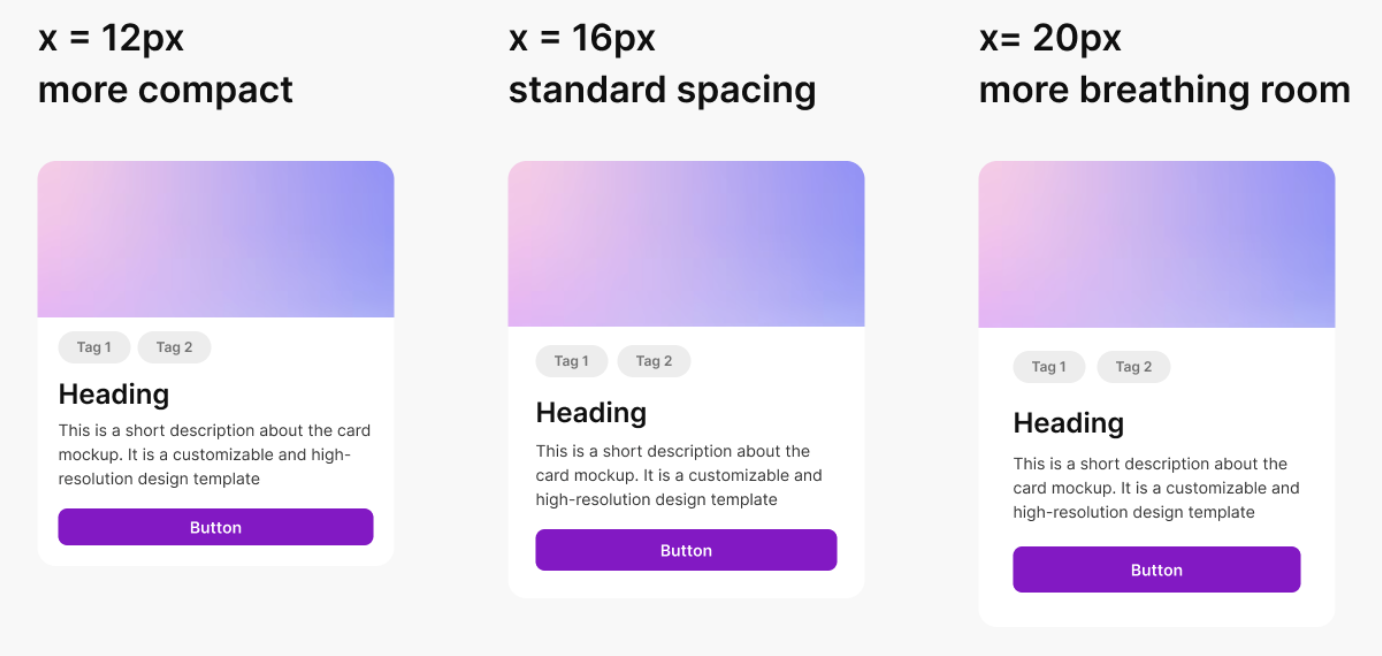 x = 12px
more compact
Tag 1
Tag 2
Heading
This is a short description about the card
mockup. It is a customizable and high-
resolution design template
Button
x = 16px
standard spacing
Tag 1
Tag 2
Heading
This is a short description about the
card mockup. It is a customizable and
high-resolution design template
Button
x= 20px
more breathing room
Tag 1
Tag 2
Heading
This is a short description about the
card mockup. It is a customizable and
high-resolution design template
Button